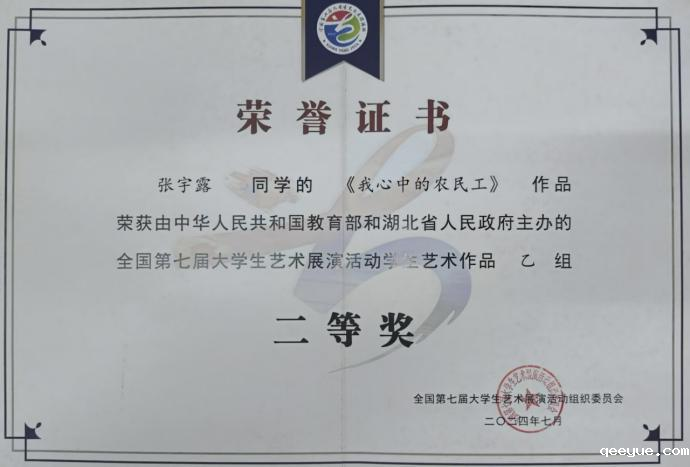 荣誉证书
张宇露 同学的 《我心中的农民工》 作品
荣获由中华人民共和国教育部和湖北省人民政府主办的
全国第七届大学生艺术展演活动学生艺术作品 乙 组
二等奖
全国第七届大学生艺术展演活动组织委员会
二〇二四年七月
qeeyue.com